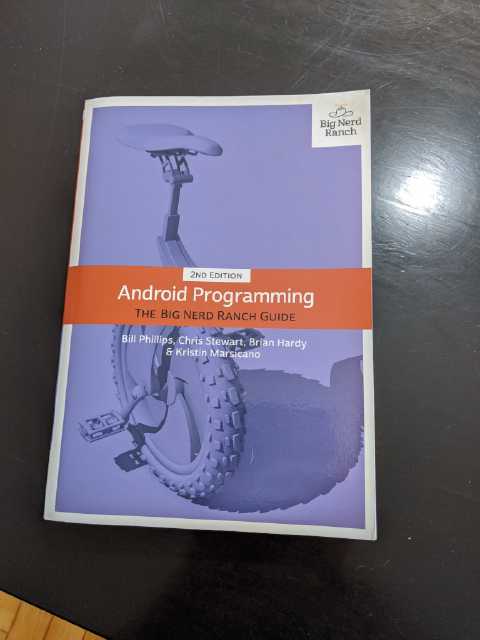 Big Nerd
Ranch
2ND EDITION
Android Programming
THE BIG NERD RANCH GUIDE
Bill Phillips, Chris Stewart, Brian Hardy
& Kristin Marsicano